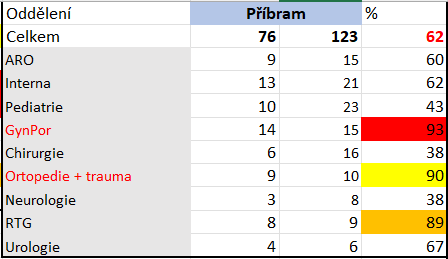 Oddělení Příbram %
Celkem 76 123 62
ARO 9 15 60
Interna 13 21 62
Pediatrie 10 23 43
GynPor 14 15 93
Chirurgie 6 16 38
Ortopedie + trauma 9 10 90
Neurologie 3 8 38
RTG 8 9 89
Urologie 4 6 67